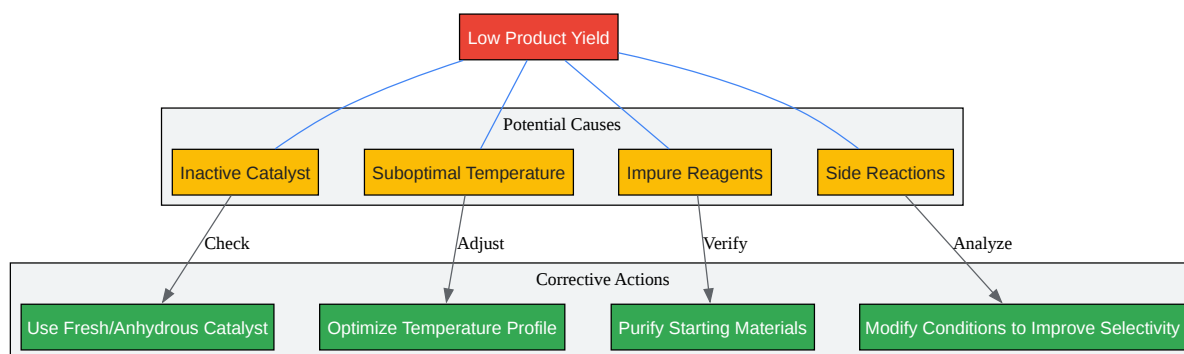 Low Product Yield
Potential Causes
Inactive Catalyst
Suboptimal Temperature
Impure Reagents
Side Reactions
Check
Adjust
Verify
Analyze
Corrective Actions
Use Fresh/Anhydrous Catalyst
Optimize Temperature Profile
Purify Starting Materials
Modify Conditions to Improve Selectivity